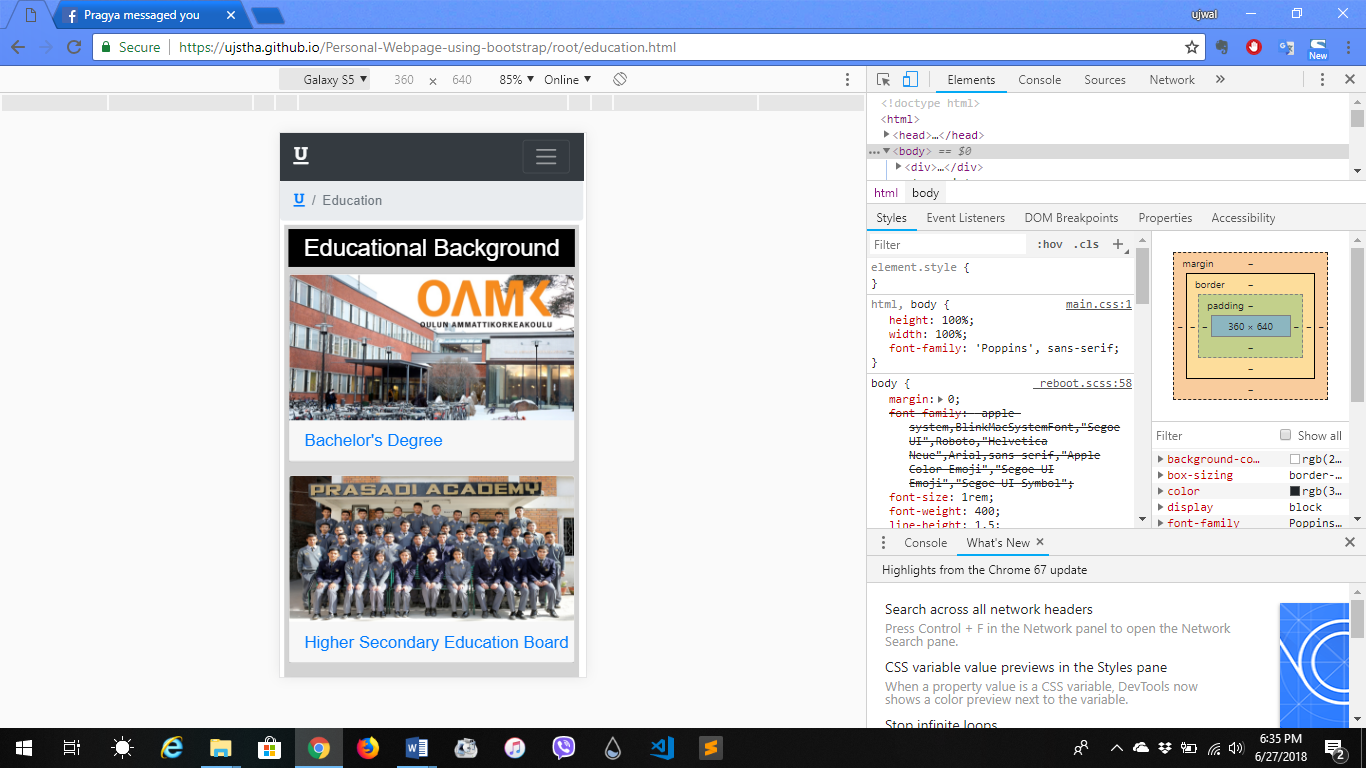 Pragya messaged you
ujwal
Secure
https://ujstha.github.io/Personal-Webpage-using-bootstrap/root/education.html
New
Galaxy S5 ▼ 360 × 640 85% ▼ Online ▼
Elements Console Sources Network »
<!doctype html>
<html>
▶<head>…</head>
…▼<body> == $0
▶<div>…</div>
html body
Styles Event Listeners DOM Breakpoints Properties Accessibility
Filter :hov .cls +
element.style {
}
html, body { main.css:1
height: 100%;
width: 100%;
font-family: 'Poppins', sans-serif;
}
body { _reboot.scss:58
margin:▶ 0;
font-family: -apple-
system,BlinkMacSystemFont,"Segoe
UI",Roboto,"Helvetica
Neue",Arial,sans-serif,"Apple
Color Emoji","Segoe UI
Emoji","Segoe UI Symbol";
font-size: 1rem;
font-weight: 400;
line-height: 1.5;
margin –
border –
padding –
– – – 360 × 640 – – –
–
–
–
Filter Show all
▶ background-co… rgb(2…
▶ box-sizing border-…
▶ color rgb(3…
▶ display block
▶ font-family Poppins…
Console What's New ×
Highlights from the Chrome 67 update
Search across all network headers
Press Control + F in the Network panel to open the Network
Search pane.
CSS variable value previews in the Styles pane
When a property value is a CSS variable, DevTools now
shows a color preview next to the variable.
Stop infinite loops
U
U / Education
Educational Background
OAMK
OULUN AMMATTIKORKEAKOULU
Bachelor's Degree
PRASADI ACADEMY
Higher Secondary Education Board
6:35 PM
6/27/2018
2